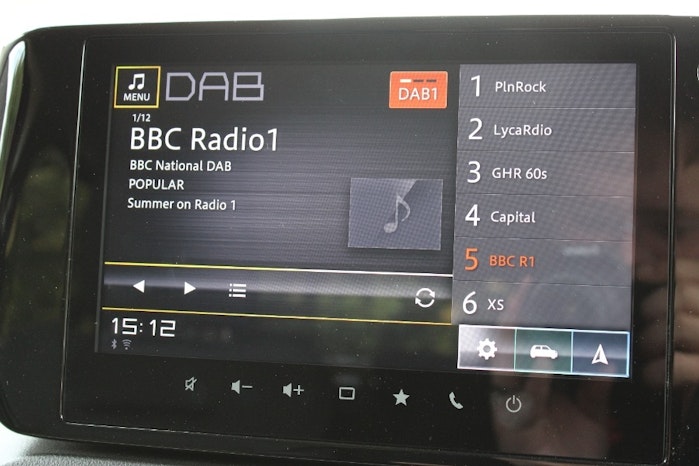 MENU
DAB
DAB1
1/12
BBC Radio1
BBC National DAB
POPULAR
Summer on Radio 1
15:12
1 PlnRock
2 LycaRdio
3 GHR 60s
4 Capital
5 BBC R1
6 XS